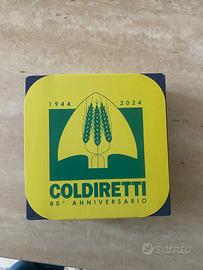 1944 2024
COLDIRETTI
80° ANNIVERSARIO
Subito